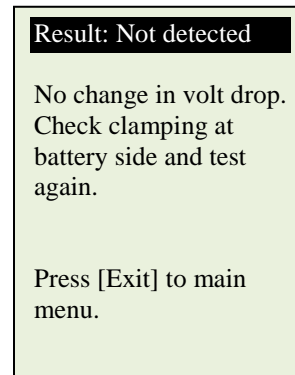 Result: Not detected
No change in volt drop.
Check clamping at
battery side and test
again.
Press [Exit] to main
menu.